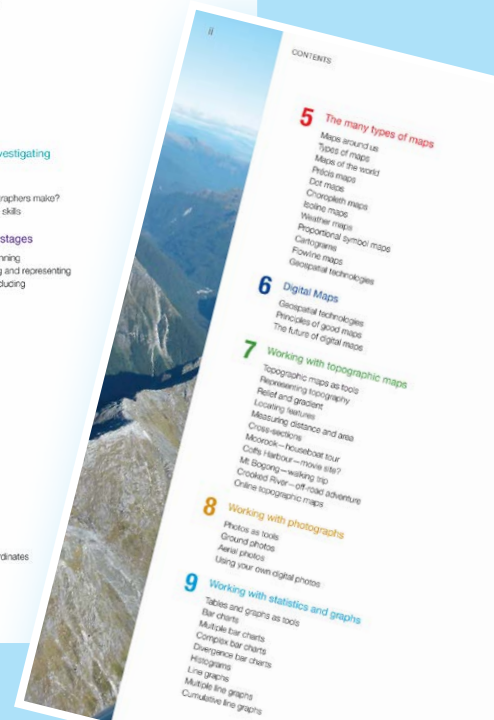 vestigating
raphers make?
skills
stages
nning
g and representing
cluding
rdinates
ii
CONTENTS
5 The many types of maps
Maps around us
Types of maps
Maps of the world
Précis maps
Dot maps
Choropleth maps
Isoline maps
Weather maps
Proportional symbol maps
Cartograms
Flowline maps
Geospatial technologies
6 Digital Maps
Geospatial technologies
Principles of good maps
The future of digital maps
7 Working with topographic maps
Topographic maps as tools
Representing topography
Relief and gradient
Locating features
Measuring distance and area
Cross-sections
Moorook—houseboat tour
Coffs Harbour—movie site?
Mt Bogong—walking trip
Crooked River—off-road adventure
Online topographic maps
8 Working with photographs
Photos as tools
Ground photos
Aerial photos
Using your own digital photos
9 Working with statistics and graphs
Tables and graphs as tools
Bar charts
Multiple bar charts
Complex bar charts
Divergence bar charts
Histograms
Line graphs
Multiple line graphs
Cumulative line graphs